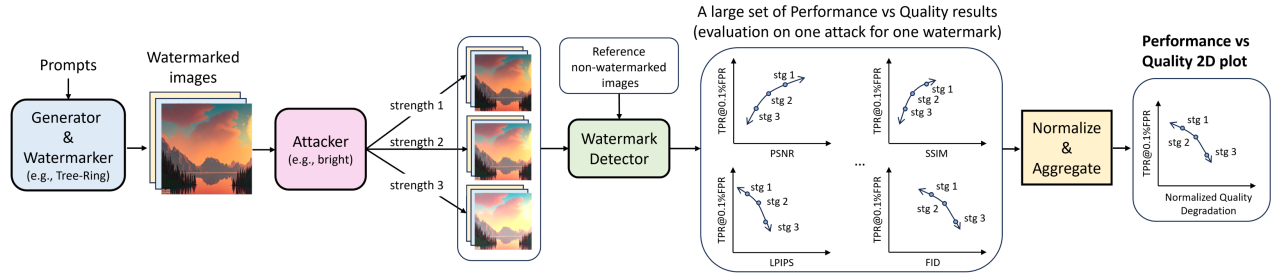 Prompts
Generator
&
Watermarker
(e.g., Tree-Ring)
Watermarked
images
Attacker
(e.g., bright)
strength 1
strength 2
strength 3
Reference
non-watermarked
images
Watermark
Detector
A large set of Performance vs Quality results
(evaluation on one attack for one watermark)
TPR@0.1%FPR
stg 1
stg 2
stg 3
PSNR
TPR@0.1%FPR
stg 1
stg 2
stg 3
SSIM
...
TPR@0.1%FPR
stg 1
stg 2
stg 3
LPIPS
TPR@0.1%FPR
stg 1
stg 2
stg 3
FID
Normalize
&
Aggregate
Performance vs
Quality 2D plot
TPR@0.1%FPR
stg 1
stg 2
stg 3
Normalized Quality
Degradation